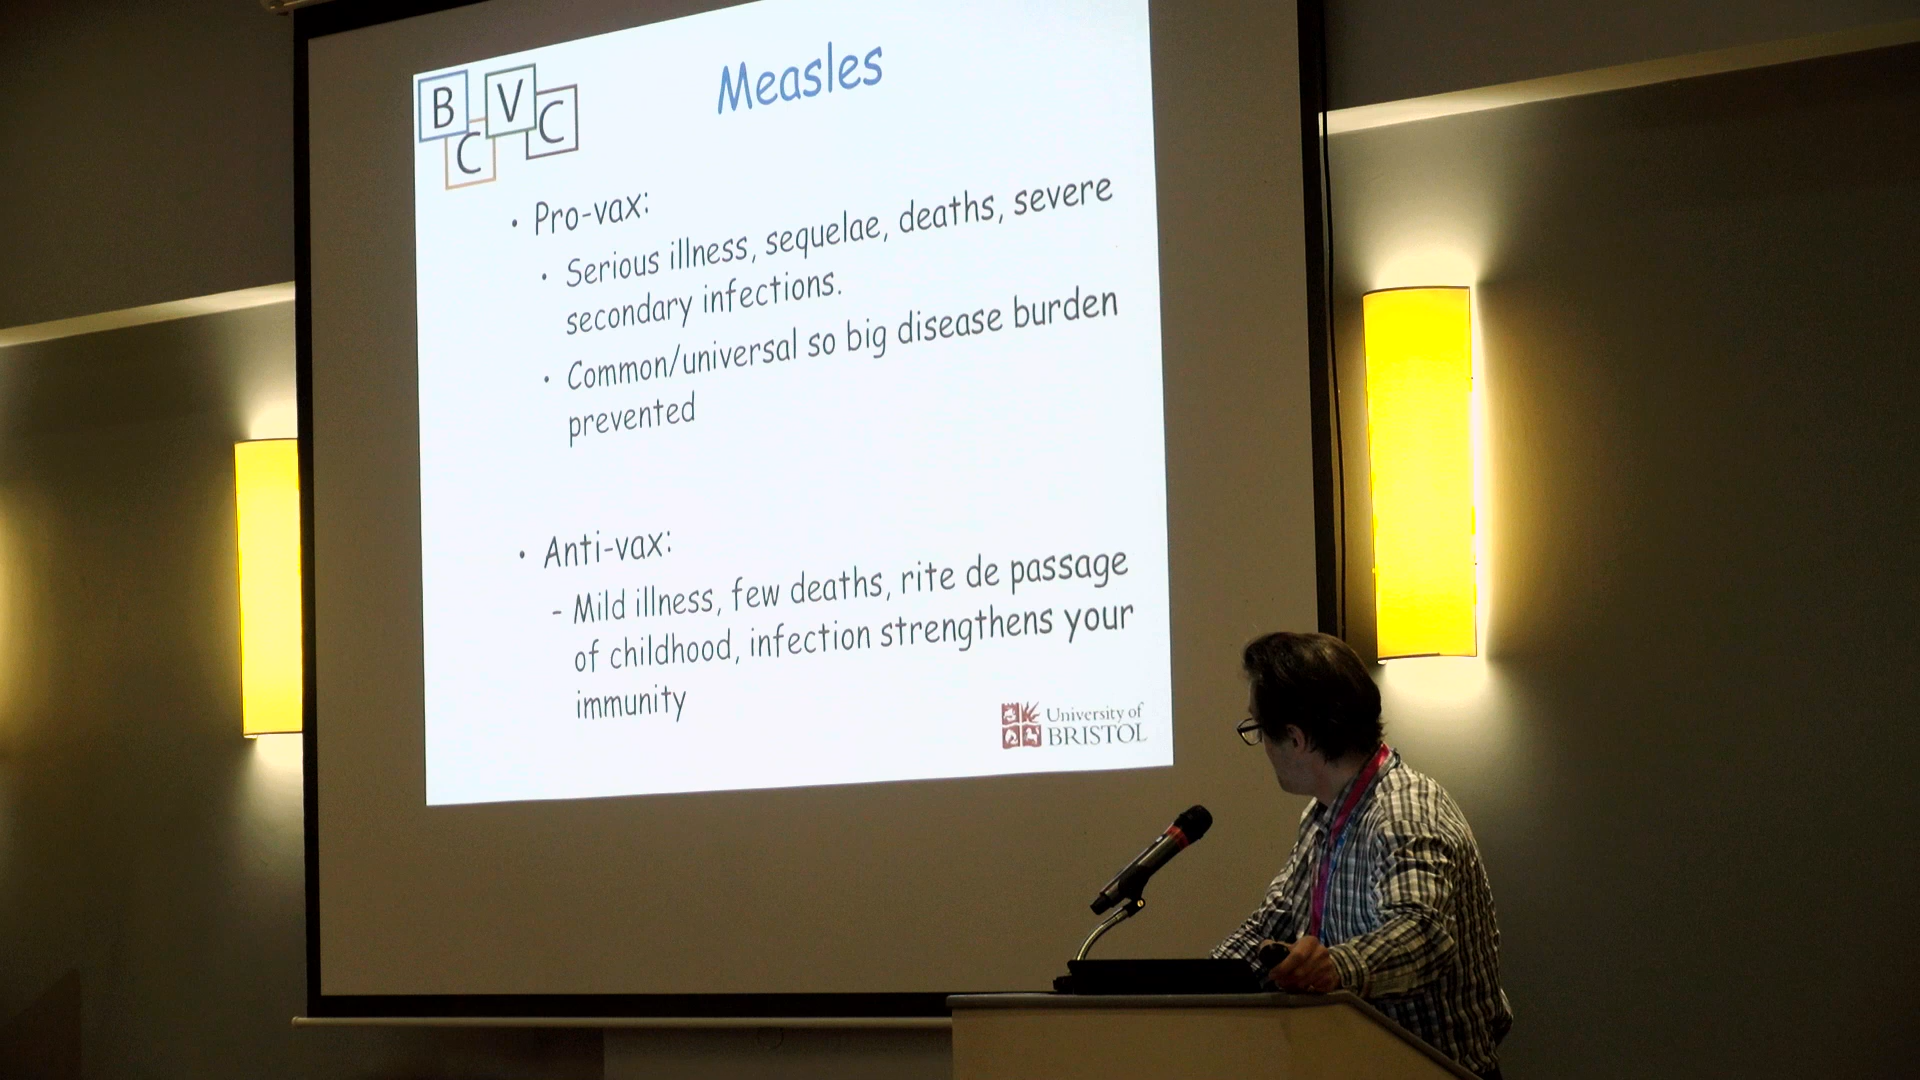 B C V C
Measles
• Pro-vax:
• Serious illness, sequelae, deaths, severe
secondary infections.
• Common/universal so big disease burden
prevented
• Anti-vax:
- Mild illness, few deaths, rite de passage
of childhood, infection strengthens your
immunity
University of
BRISTOL